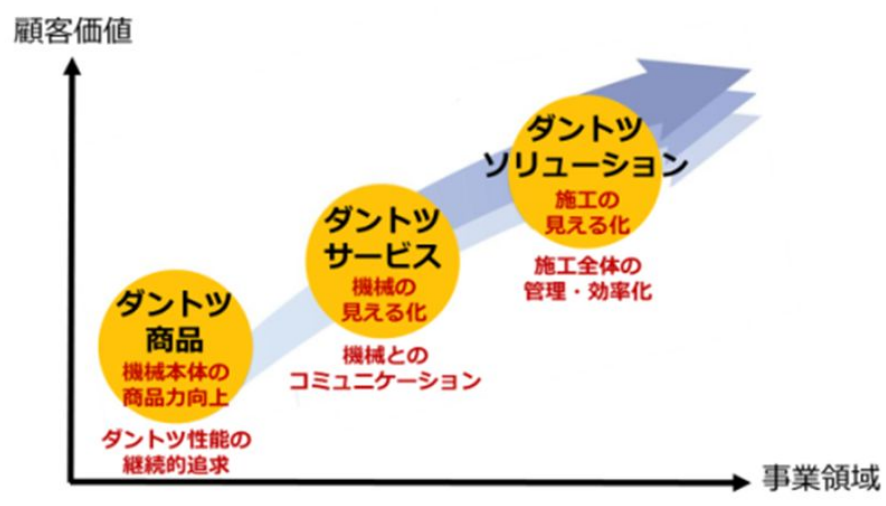 顧客価値
ダントツ
ソリューション
施工の
見える化
施工全体の
管理・効率化
ダントツ
サービス
機械の
見える化
機械との
コミュニケーション
ダントツ
商品
機械本体の
商品力向上
ダントツ性能の
継続的追求
事業領域